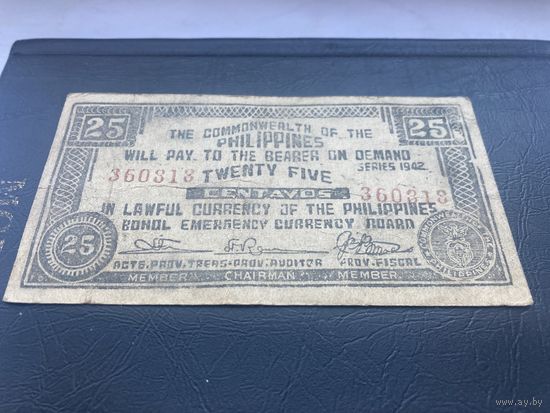 25 25
THE COMMONWEALTH OF THE
PHILIPPINES
WILL PAY TO THE BEARER ON DEMAND
SERIES 1942
360818 TWENTY FIVE
CENTAVOS 360818
IN LAWFUL CURRENCY OF THE PHILIPPINES
BOHOL EMERGENCY CURRENCY BOARD
25
ACTG. PROV. TREAS-PROV. AUDITOR PROV. FISCAL
MEMBER CHAIRMAN MEMBER
www.ay.by